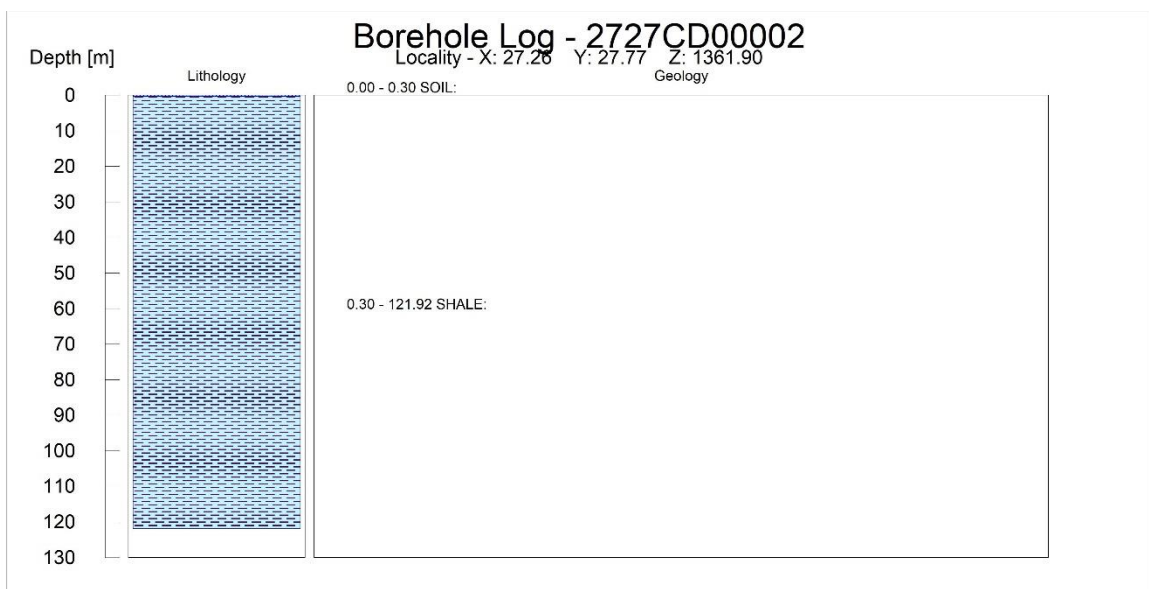 Borehole Log - 2727CD00002
Locality - X: 27.26 Y: 27.77 Z: 1361.90
Depth [m]
Lithology
Geology
0.00 - 0.30 SOIL:
0
10
20
30
40
50
60
0.30 - 121.92 SHALE:
70
80
90
100
110
120
130